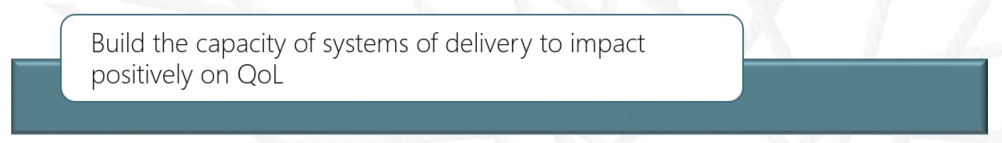 Build the capacity of systems of delivery to impact
positively on QoL